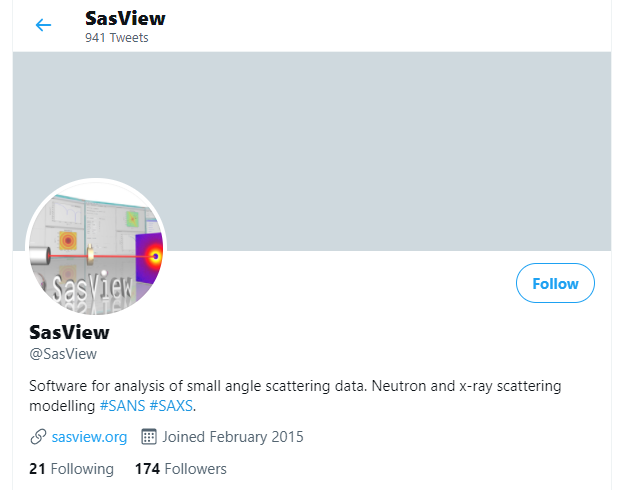 SasView
941 Tweets
SasView
Follow
SasView
@SasView
Software for analysis of small angle scattering data. Neutron and x-ray scattering
modelling #SANS #SAXS.
sasview.org Joined February 2015
21 Following 174 Followers